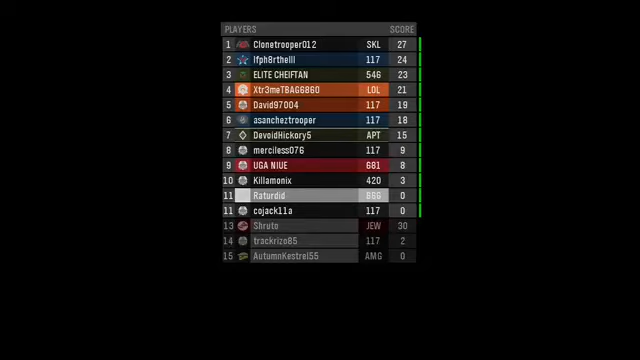 PLAYERS SCORE
1 Clonetrooper012 SKL 27
2 lfph8rthelll 117 24
3 ELITE CHEIFTAN 546 23
4 Xtr3meTBAG6860 LOL 21
5 David97004 117 19
6 asancheztrooper 117 18
7 DevoidHickory5 APT 15
8 merciless076 117 9
9 UGA NIUE 681 8
10 Killamonix 420 3
11 Raturdig 0
11 cojack11a 117 0
13 Shruto JEW 30
14 trackrizo85 117 2
15 AutumnKestrel55 AMG 0